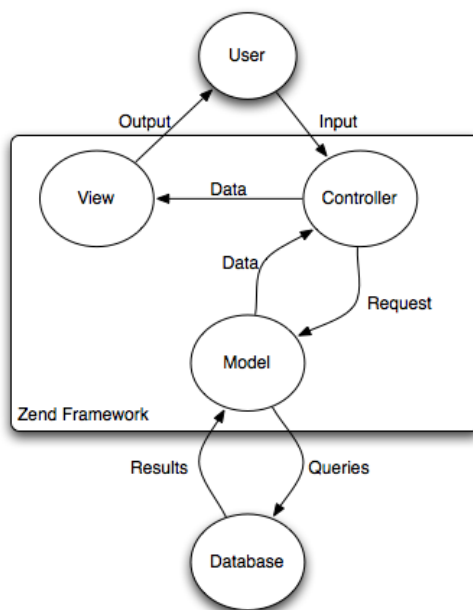 User
Output
Input
View
Data
Controller
Data
Request
Model
Zend Framework
Results
Queries
Database